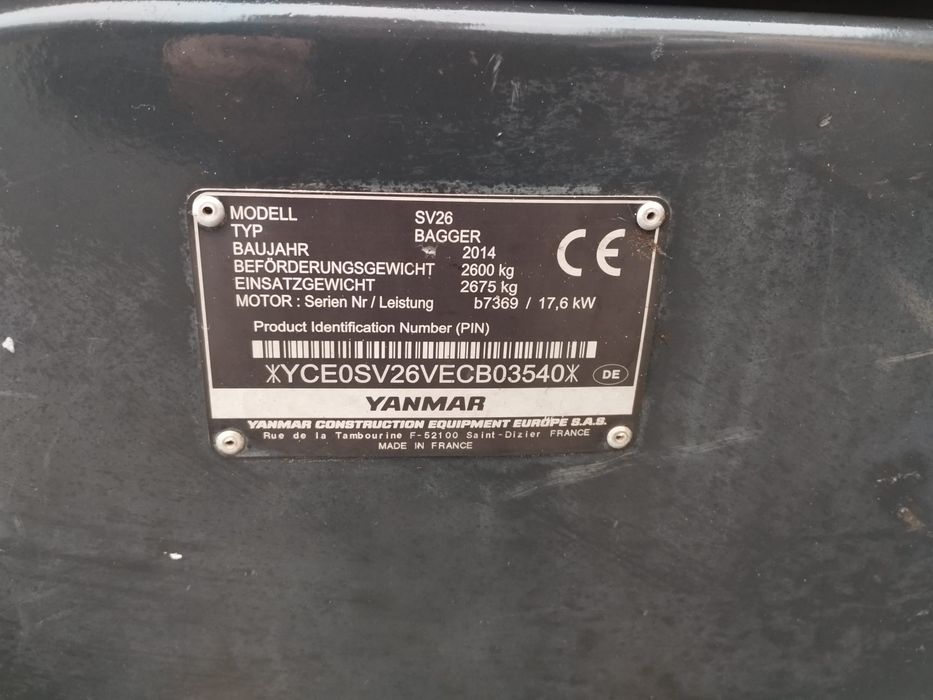 MODELL SV26
TYP BAGGER
BAUJAHR 2014
BEFÖRDERUNGSGEWICHT 2600 kg
EINSATZGEWICHT 2675 kg
MOTOR : Serien Nr / Leistung b7369 / 17,6 kW
CE
Product Identification Number (PIN)
*YCE0SV26VECB03540*
DE
YANMAR
YANMAR CONSTRUCTION EQUIPMENT EUROPE S.A.S.
Rue de la Tambourine F-52100 Saint-Dizier FRANCE
MADE IN FRANCE